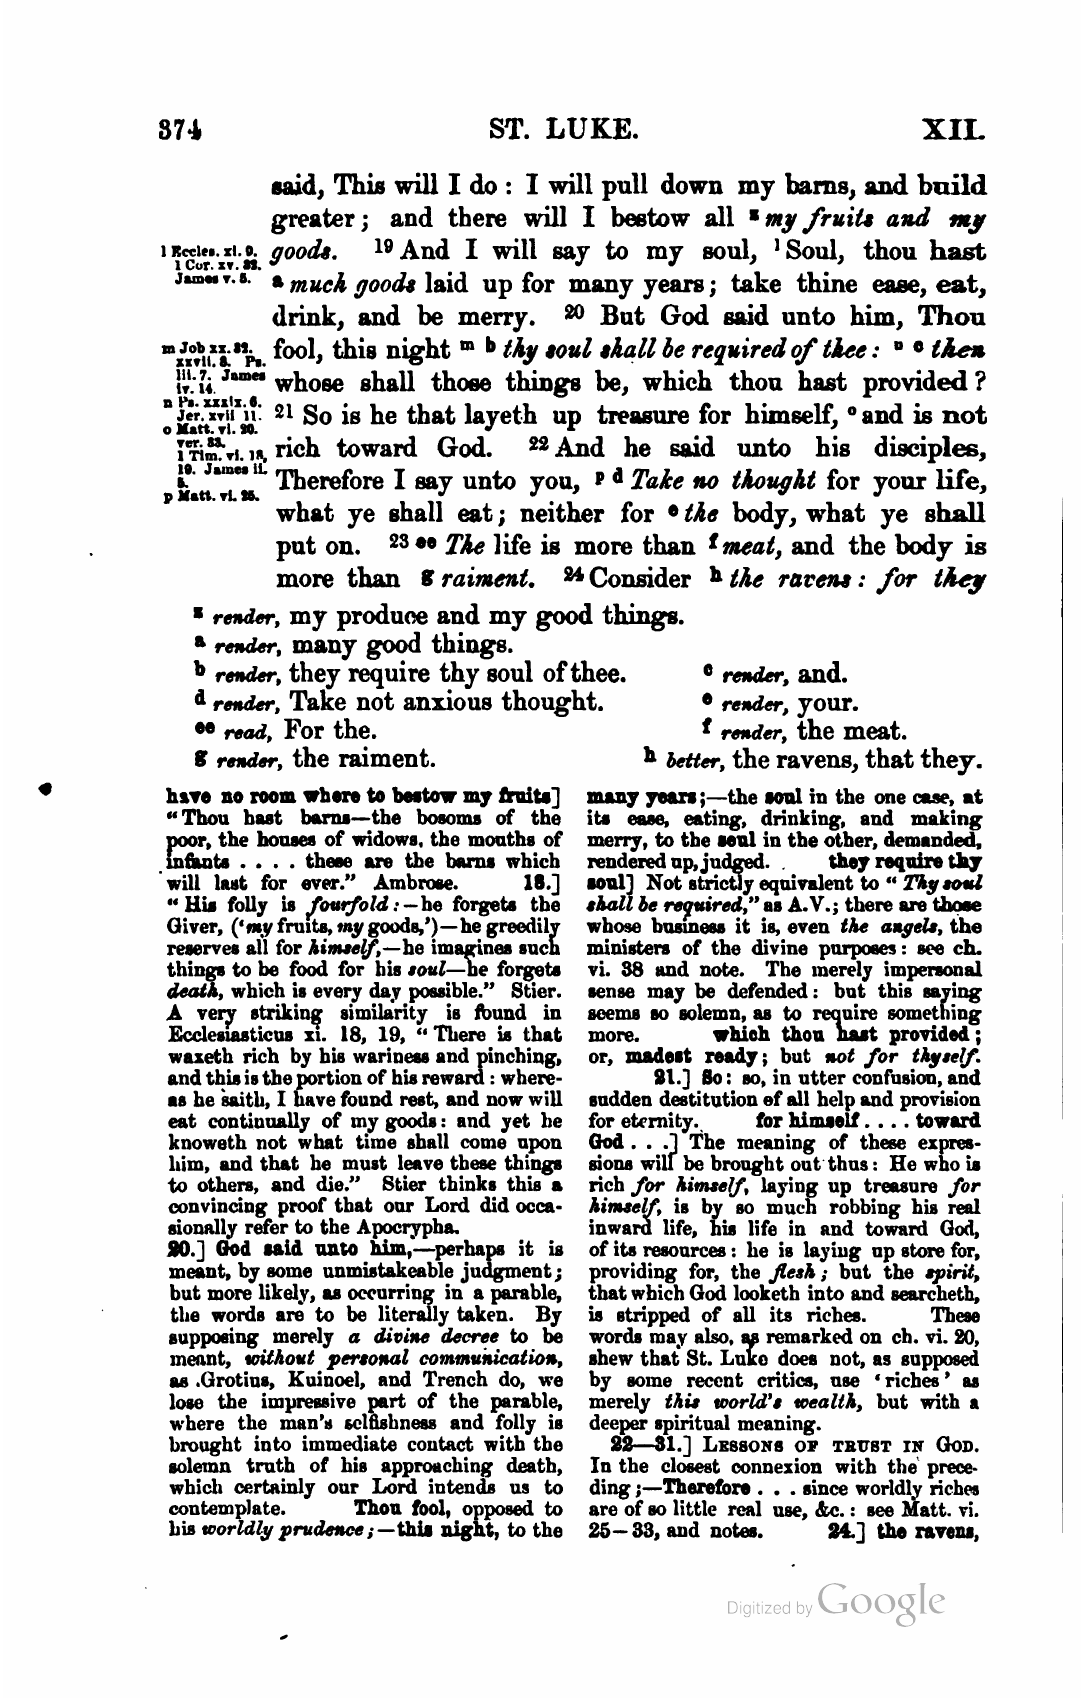 374 ST. LUKE. XII.
said, This will I do : I will pull down my barns, and build
greater ; and there will I bestow all z my fruits and my
goods. 19 And I will say to my soul, l Soul, thou hast
a much goods laid up for many years ; take thine ease, eat,
drink, and be merry. 20 But God said unto him, Thou
fool, this night m b thy soul shall be required of thee : n c then
whose shall those things be, which thou hast provided ?
21 So is he that layeth up treasure for himself, o and is not
rich toward God. 22 And he said unto his disciples,
Therefore I say unto you, p d Take no thought for your life,
what ye shall eat ; neither for e the body, what ye shall
put on. 23 ee The life is more than f meat, and the body is
more than g raiment. 24 Consider h the ravens : for they
l Eccles. xi. 9.
1 Cor. xv. 32.
James v. 5.
m Job xx. 22.
xxvii. 8. Ps.
lii. 7. James
iv. 14.
n Ps. xxxix. 6.
Jer. xvii 11.
o Matt. vi. 20.
ver. 33.
1 Tim. vi. 18,
19. James ii.
5.
p Matt. vi. 25.
z render, my produce and my good things.
a render, many good things.
b render, they require thy soul of thee. c render, and.
d render, Take not anxious thought. e render, your.
ee read, For the. f render, the meat.
g render, the raiment. h better, the ravens, that they.
have no room where to bestow my fruits]
“Thou hast barns—the bosoms of the
poor, the houses of widows, the mouths of
infants . . . . these are the barns which
will last for ever.” Ambrose. 18.]
“His folly is fourfold :—he forgets the
Giver, (‘my fruits, my goods,’)—he greedily
reserves all for himself,—he imagines such
things to be food for his soul—he forgets
death, which is every day possible.” Stier.
A very striking similarity is found in
Ecclesiasticus xi. 18, 19, “There is that
waxeth rich by his wariness and pinching,
and this is the portion of his reward : where-
as he saith, I have found rest, and now will
eat continually of my goods : and yet he
knoweth not what time shall come upon
him, and that he must leave these things
to others, and die.” Stier thinks this a
convincing proof that our Lord did occa-
sionally refer to the Apocrypha.
20.] God said unto him,—perhaps it is
meant, by some unmistakeable judgment ;
but more likely, as occurring in a parable,
the words are to be literally taken. By
supposing merely a divine decree to be
meant, without personal communication,
as Grotius, Kuinoel, and Trench do, we
lose the impressive part of the parable,
where the man’s selfishness and folly is
brought into immediate contact with the
solemn truth of his approaching death,
which certainly our Lord intends us to
contemplate. Thou fool, opposed to
his worldly prudence ;—this night, to the
many years ;—the soul in the one case, at
its ease, eating, drinking, and making
merry, to the soul in the other, demanded,
rendered up, judged. they require thy
soul] Not strictly equivalent to “Thy soul
shall be required,” as A.V. ; there are those
whose business it is, even the angels, the
ministers of the divine purposes : see ch.
vi. 38 and note. The merely impersonal
sense may be defended : but this saying
seems so solemn, as to require something
more. which thou hast provided ;
or, madest ready ; but not for thyself.
21.] So : so, in utter confusion, and
sudden destitution of all help and provision
for eternity. for himself . . . . toward
God . . .] The meaning of these expres-
sions will be brought out thus : He who is
rich for himself, laying up treasure for
himself, is by so much robbing his real
inward life, his life in and toward God,
of its resources : he is laying up store for,
providing for, the flesh ; but the spirit,
that which God looketh into and searcheth,
is stripped of all its riches. These
words may also, as remarked on ch. vi. 20,
shew that St. Luke does not, as supposed
by some recent critics, use ‘riches’ as
merely this world’s wealth, but with a
deeper spiritual meaning.
22—31.] LESSONS OF TRUST IN GOD.
In the closest connexion with the prece-
ding ;—Therefore . . . since worldly riches
are of so little real use, &c. : see Matt. vi.
25—33, and notes. 24.] the ravens,
Digitized by Google